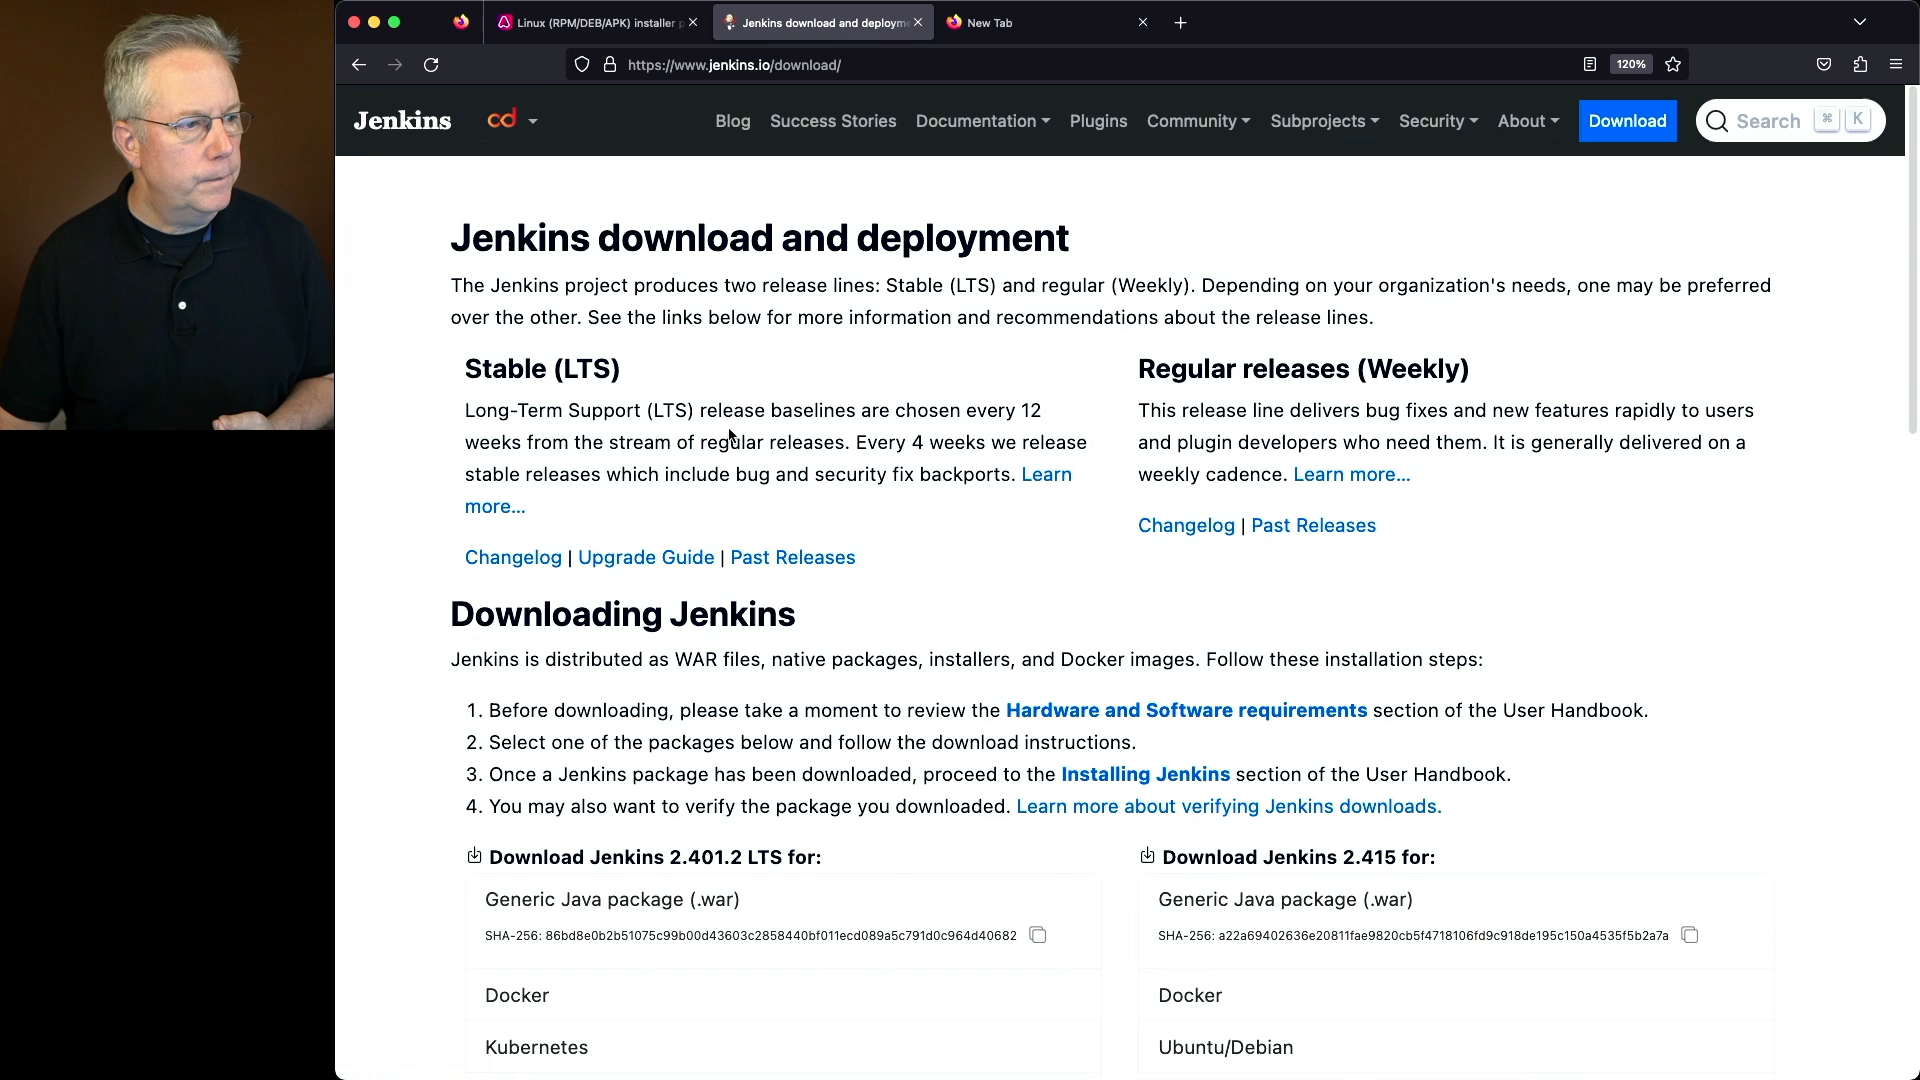 Linux (RPM/DEB/APK) installer p
Jenkins download and deploym
New Tab
https://www.jenkins.io/download/
120%
Jenkins
cd
Blog
Success Stories
Documentation
Plugins
Community
Subprojects
Security
About
Download
Search
⌘
K
Jenkins download and deployment
The Jenkins project produces two release lines: Stable (LTS) and regular (Weekly). Depending on your organization's needs, one may be preferred
over the other. See the links below for more information and recommendations about the release lines.
Stable (LTS)
Long-Term Support (LTS) release baselines are chosen every 12
weeks from the stream of regular releases. Every 4 weeks we release
stable releases which include bug and security fix backports. Learn
more...
Changelog | Upgrade Guide | Past Releases
Regular releases (Weekly)
This release line delivers bug fixes and new features rapidly to users
and plugin developers who need them. It is generally delivered on a
weekly cadence. Learn more...
Changelog | Past Releases
Downloading Jenkins
Jenkins is distributed as WAR files, native packages, installers, and Docker images. Follow these installation steps:
1. Before downloading, please take a moment to review the Hardware and Software requirements section of the User Handbook.
2. Select one of the packages below and follow the download instructions.
3. Once a Jenkins package has been downloaded, proceed to the Installing Jenkins section of the User Handbook.
4. You may also want to verify the package you downloaded. Learn more about verifying Jenkins downloads.
Download Jenkins 2.401.2 LTS for:
Generic Java package (.war)
SHA-256: 86bd8e0b2b51075c99b00d43603c2858440bf011ecd089a5c791d0c964d40682
Docker
Kubernetes
Download Jenkins 2.415 for:
Generic Java package (.war)
SHA-256: a22a69402636e20811fae9820cb5f4718106fd9c918de195c150a4535f5b2a7a
Docker
Ubuntu/Debian